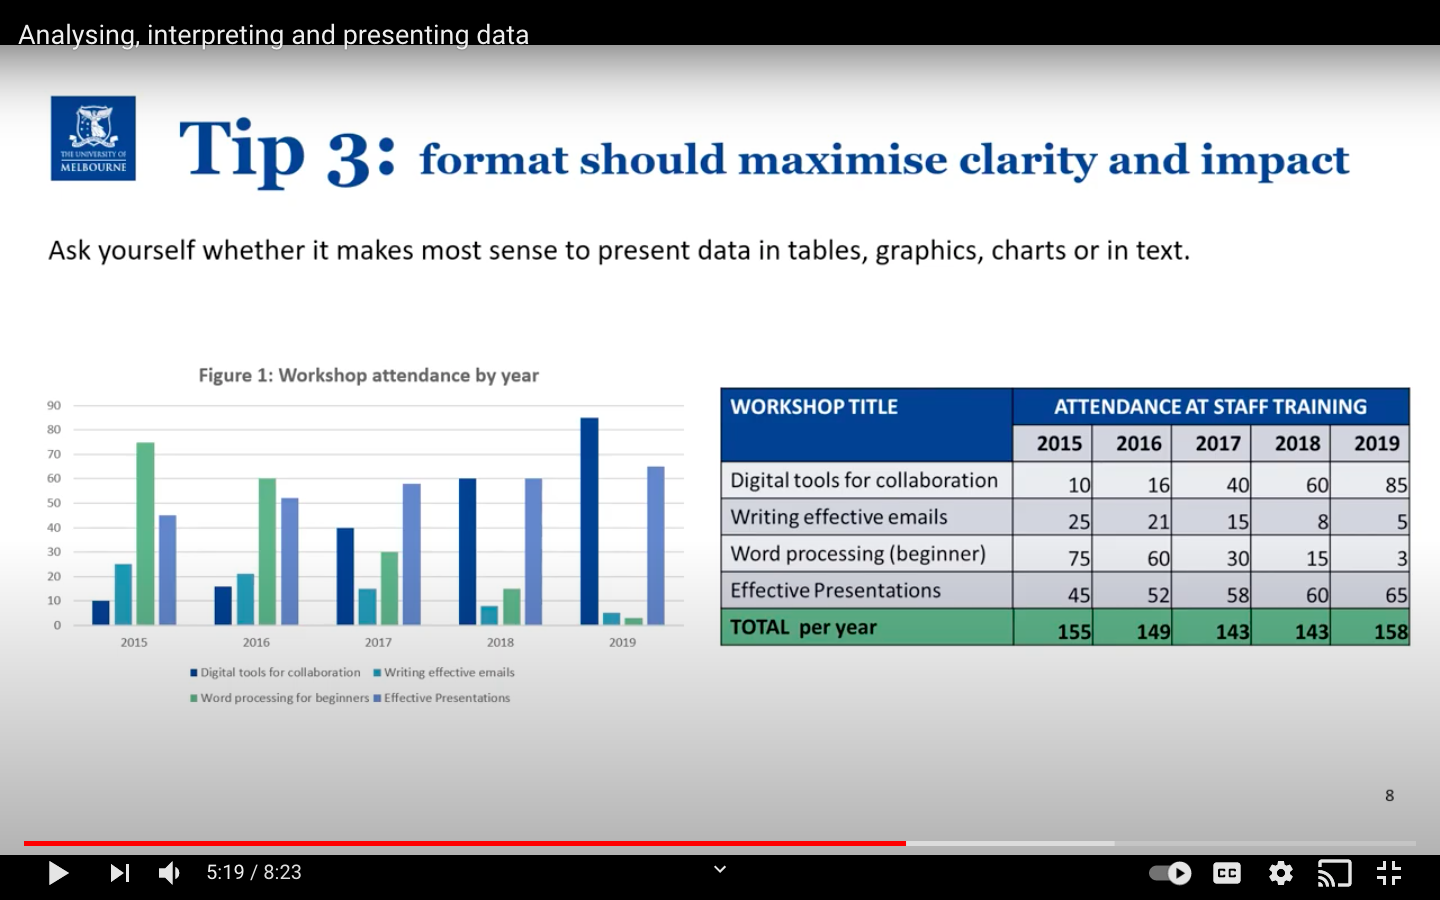 Analysing, interpreting and presenting data
THE UNIVERSITY OF
MELBOURNE
Tip 3: format should maximise clarity and impact
Ask yourself whether it makes most sense to present data in tables, graphics, charts or in text.
Figure 1: Workshop attendance by year
90
80
70
60
50
40
30
20
10
0
2015 2016 2017 2018 2019
Digital tools for collaboration Writing effective emails
Word processing for beginners Effective Presentations
WORKSHOP TITLE ATTENDANCE AT STAFF TRAINING
2015 2016 2017 2018 2019
Digital tools for collaboration 10 16 40 60 85
Writing effective emails 25 21 15 8 5
Word processing (beginner) 75 60 30 15 3
Effective Presentations 45 52 58 60 65
TOTAL per year 155 149 143 143 158
8
5:19 / 8:23
CC